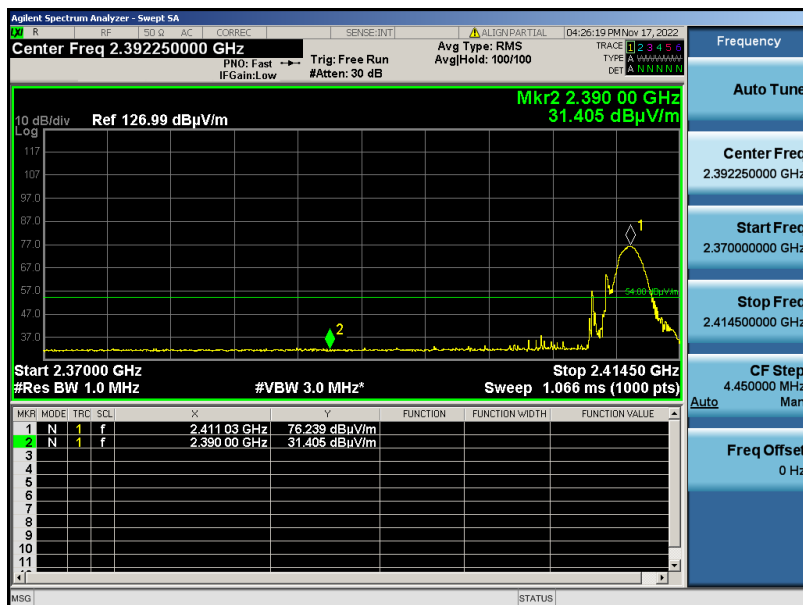 Agilent Spectrum Analyzer - Swept SA
LXI R RF 50 Ω AC CORREC SENSE:INT ALIGN PARTIAL 04:26:19 PM Nov 17, 2022
Center Freq 2.392250000 GHz
PNO: Fast
IFGain:Low
Trig: Free Run
#Atten: 30 dB
Avg Type: RMS
Avg|Hold: 100/100
TRACE 1 2 3 4 5 6
TYPE A WWWWW
DET A N N N N N
Mkr2 2.390 00 GHz
31.405 dBµV/m
10 dB/div Ref 126.99 dBµV/m
Log
117
107
97.0
87.0
77.0
67.0
57.0
47.0
37.0
1
54.00 dBµV/m
2
Start 2.37000 GHz Stop 2.41450 GHz
#Res BW 1.0 MHz #VBW 3.0 MHz* Sweep 1.066 ms (1000 pts)
MKR MODE TRC SCL X Y FUNCTION FUNCTION WIDTH FUNCTION VALUE
1 N 1 f 2.411 03 GHz 76.239 dBµV/m
2 N 1 f 2.390 00 GHz 31.405 dBµV/m
3
4
5
6
7
8
9
10
11
MSG STATUS
Frequency
Auto Tune
Center Freq
2.392250000 GHz
Start Freq
2.370000000 GHz
Stop Freq
2.414500000 GHz
CF Step
4.450000 MHz
Auto Man
Freq Offset
0 Hz